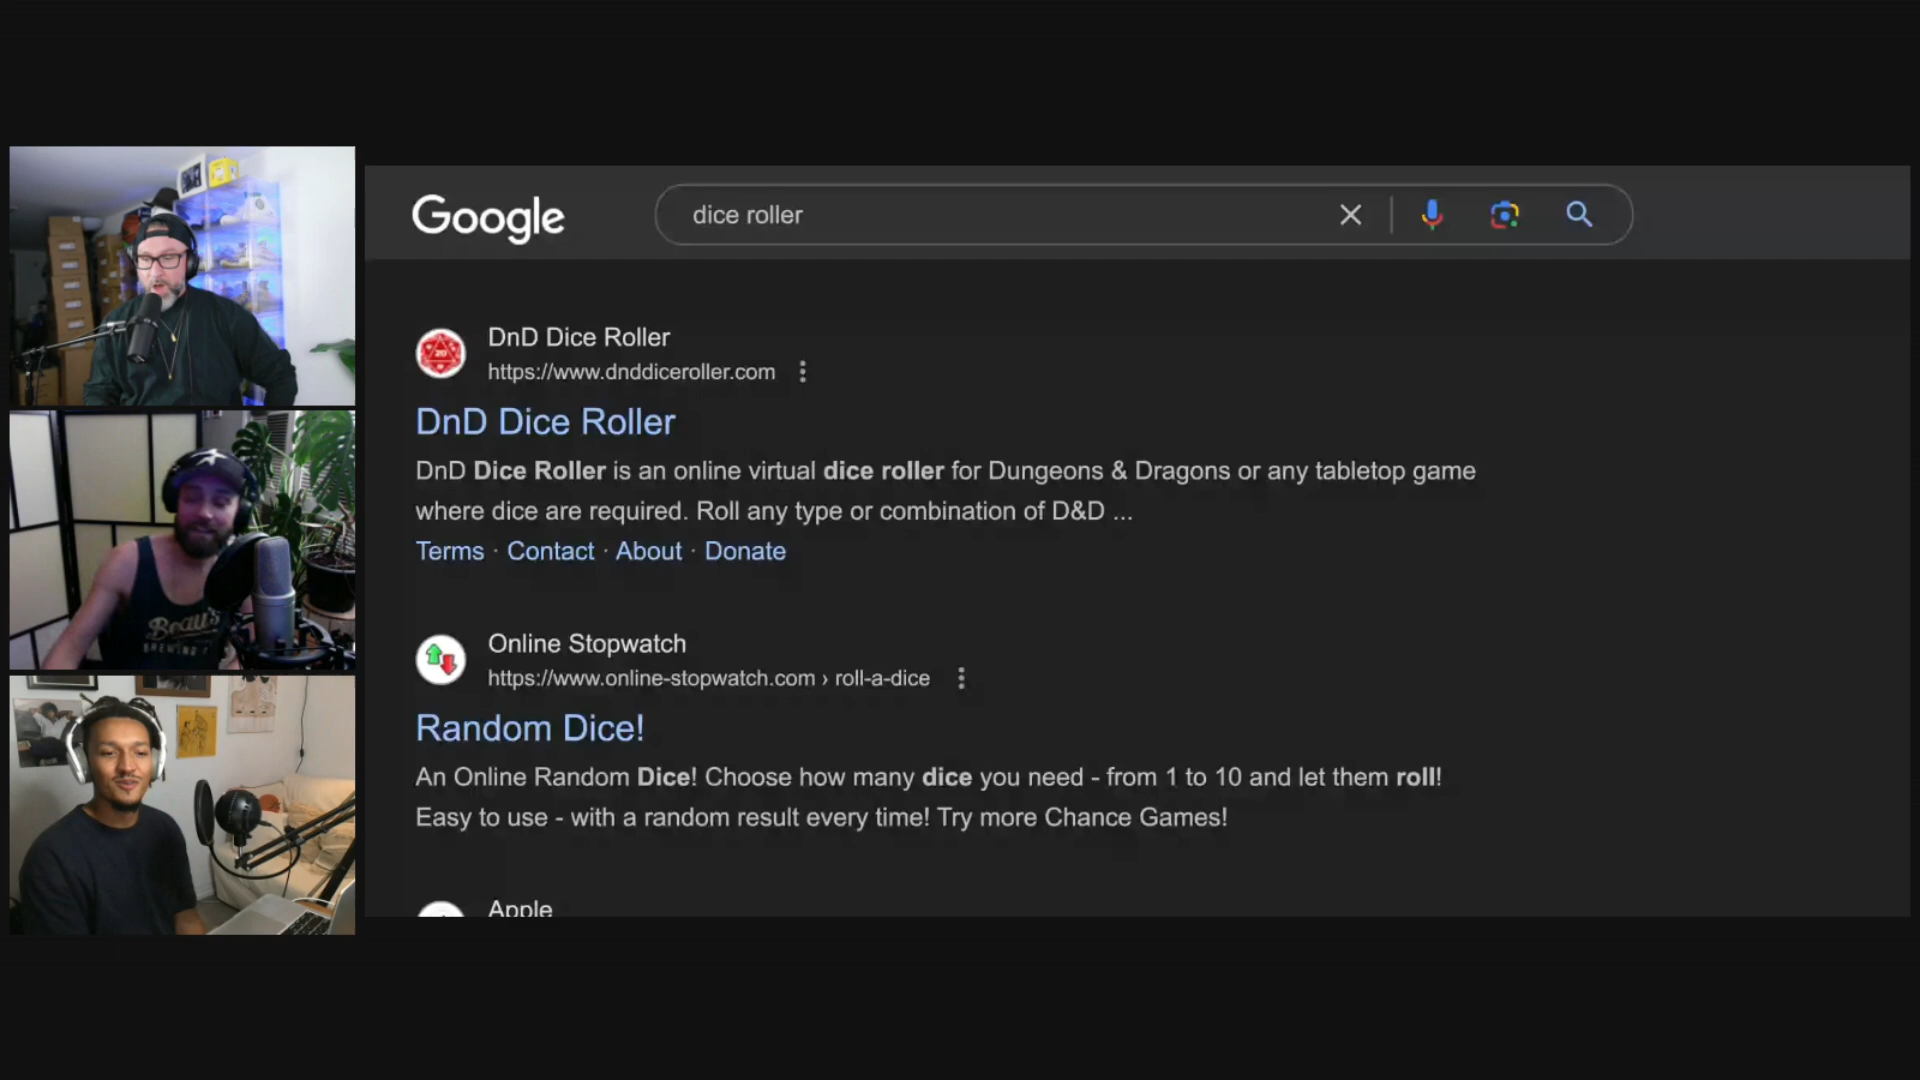 Google
dice roller
DnD Dice Roller
https://www.dnddiceroller.com
DnD Dice Roller
DnD Dice Roller is an online virtual dice roller for Dungeons & Dragons or any tabletop game
where dice are required. Roll any type or combination of D&D ...
Terms · Contact · About · Donate
Online Stopwatch
https://www.online-stopwatch.com › roll-a-dice
Random Dice!
An Online Random Dice! Choose how many dice you need - from 1 to 10 and let them roll!
Easy to use - with a random result every time! Try more Chance Games!
Apple
Beau's
BREWING
20